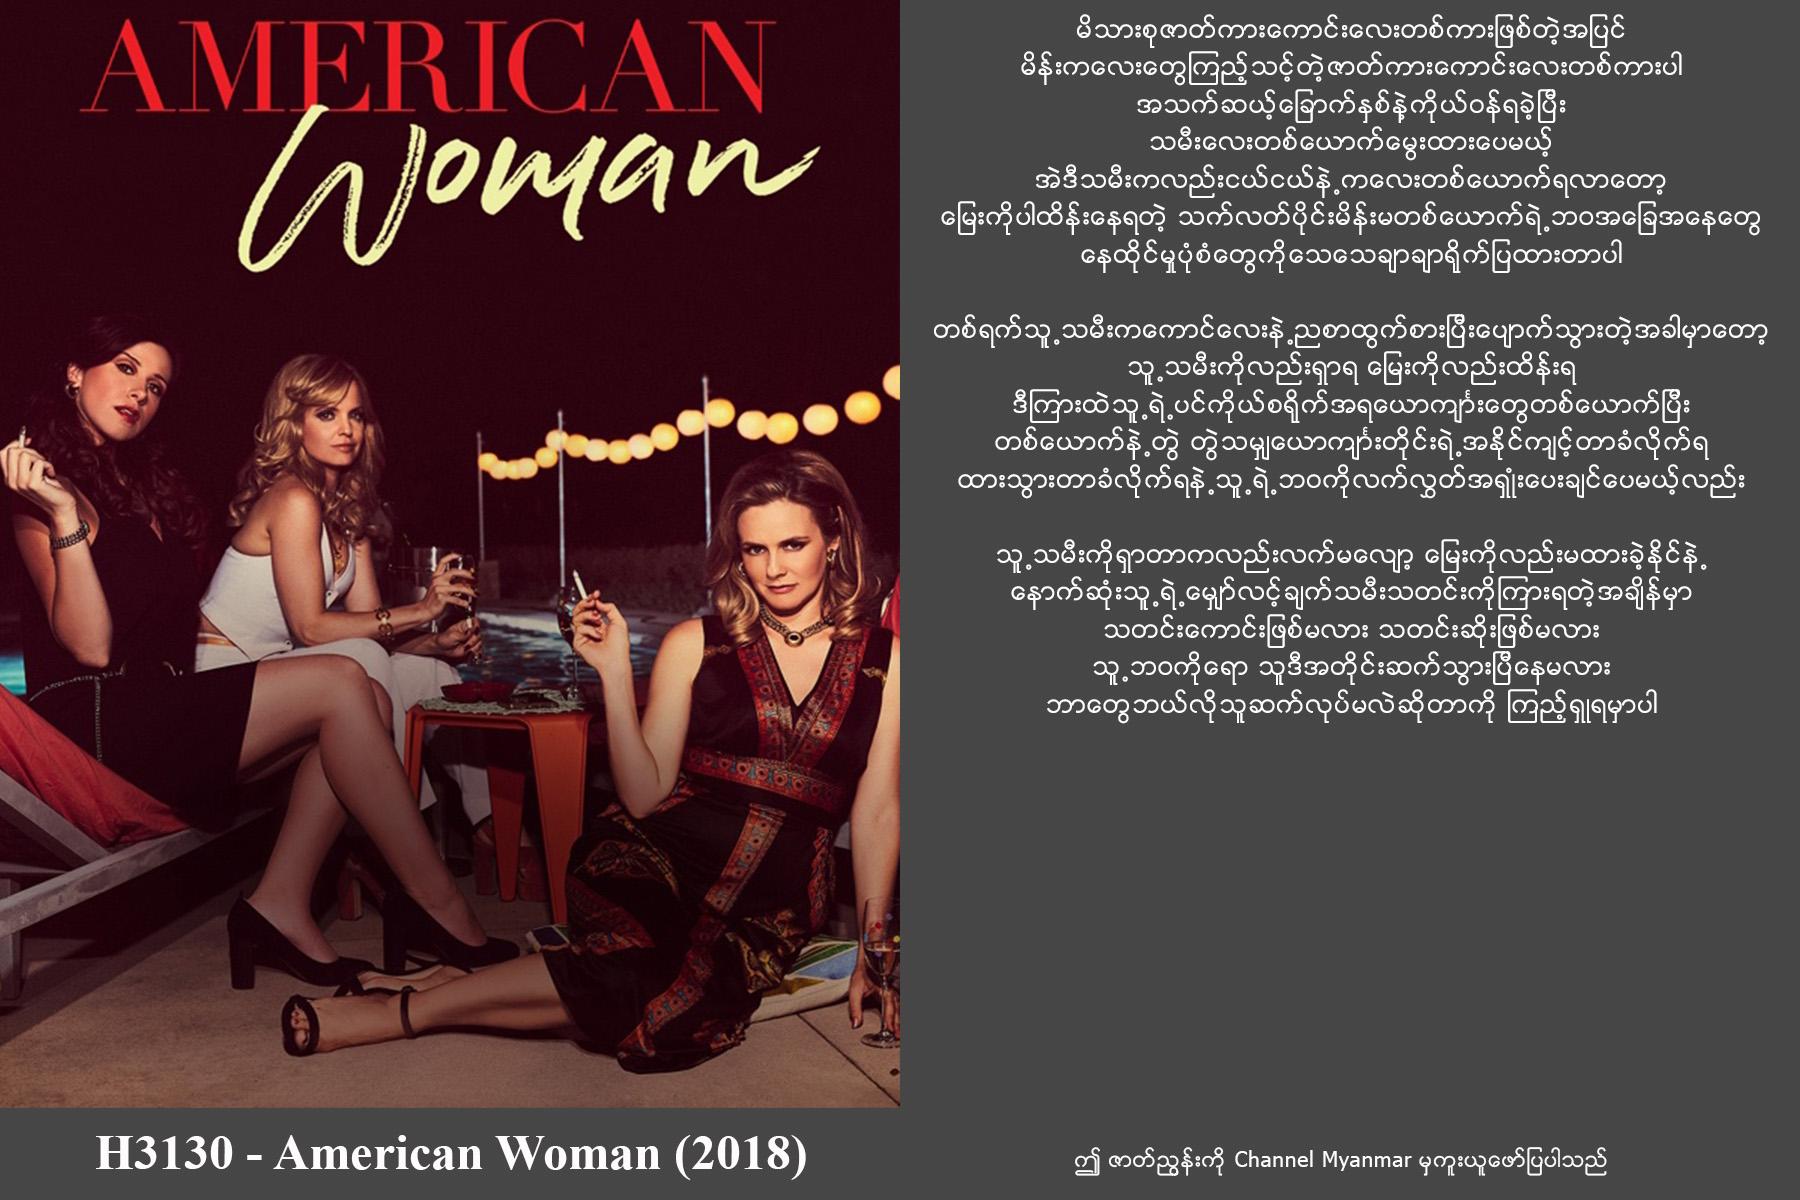 AMERICAN
Woman
H3130 - American Woman (2018)
မိသားစုဇာတ်ကားကောင်းလေးတစ်ကားဖြစ်တဲ့အပြင်
မိန်းကလေးတွေကြည့်သင့်တဲ့ဇာတ်ကားကောင်းလေးတစ်ကားပါ
အသက်ဆယ့်ခြောက်နှစ်နဲ့ကိုယ်ဝန်ရခဲ့ပြီး
သမီးလေးတစ်ယောက်မွေးထားပေမယ့်
အဲဒီသမီးကလည်းငယ်ငယ်နဲ့ကလေးတစ်ယောက်ရလာတော့
မြေးကိုပါထိန်းနေရတဲ့ သက်လတ်ပိုင်းမိန်းမတစ်ယောက်ရဲ့ဘဝအခြေအနေတွေ
နေထိုင်မှုပုံစံတွေကိုသေသေချာချာရိုက်ပြထားတာပါ
တစ်ရက်သူ့သမီးကကောင်လေးနဲ့ညစာထွက်စားပြီးပျောက်သွားတဲ့အခါမှာတော့
သူ့သမီးကိုလည်းရှာရ မြေးကိုလည်းထိန်းရ
ဒီကြားထဲသူ့ရဲ့ပင်ကိုယ်စရိုက်အရယောကျာ်းတွေတစ်ယောက်ပြီး
တစ်ယောက်နဲ့တွဲ တွဲသမျှယောကျာ်းတိုင်းရဲ့အနိုင်ကျင့်တာခံလိုက်ရ
ထားသွားတာခံလိုက်ရနဲ့သူ့ရဲ့ဘဝကိုလက်လွှတ်အရှုံးပေးချင်ပေမယ့်လည်း
သူ့သမီးကိုရှာတာကလည်းလက်မလျော့ မြေးကိုလည်းမထားခဲ့နိုင်နဲ့
နောက်ဆုံးသူ့ရဲ့မျှော်လင့်ချက်သမီးသတင်းကိုကြားရတဲ့အချိန်မှာ
သတင်းကောင်းဖြစ်မလား သတင်းဆိုးဖြစ်မလား
သူ့ဘဝကိုရော သူဒီအတိုင်းဆက်သွားပြီနေမလား
ဘာတွေဘယ်လိုသူဆက်လုပ်မလဲဆိုတာကို ကြည့်ရှုရမှာပါ
ဤ ဇာတ်ညွှန်းကို Channel Myanmar မှကူးယူဖော်ပြပါသည်